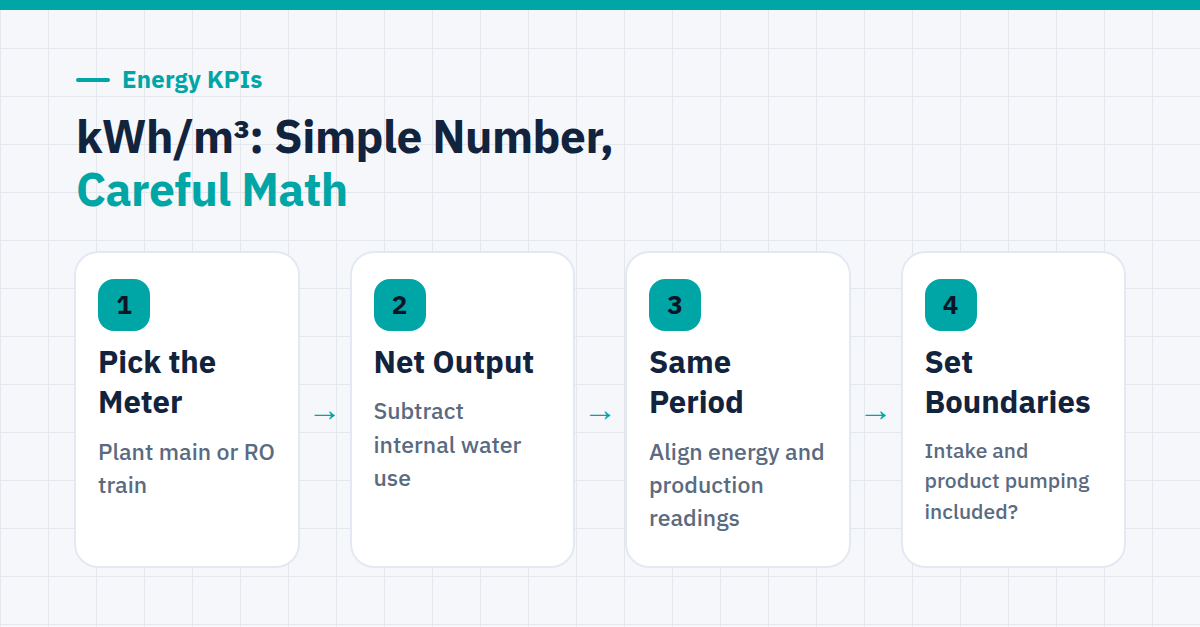 Energy KPIs
kWh/m³: Simple Number,
Careful Math
1
Pick the
Meter
Plant main or RO
train
→
2
Net Output
Subtract
internal water
use
→
3
Same
Period
Align energy and
production
readings
→
4
Set
Boundaries
Intake and
product pumping
included?